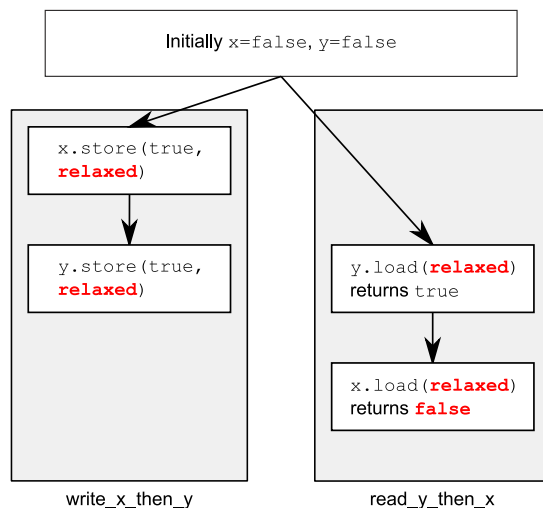 Initially x=false, y=false
x.store(true,
relaxed)
y.store(true,
relaxed)
write_x_then_y
y.load(relaxed)
returns true
x.load(relaxed)
returns false
read_y_then_x